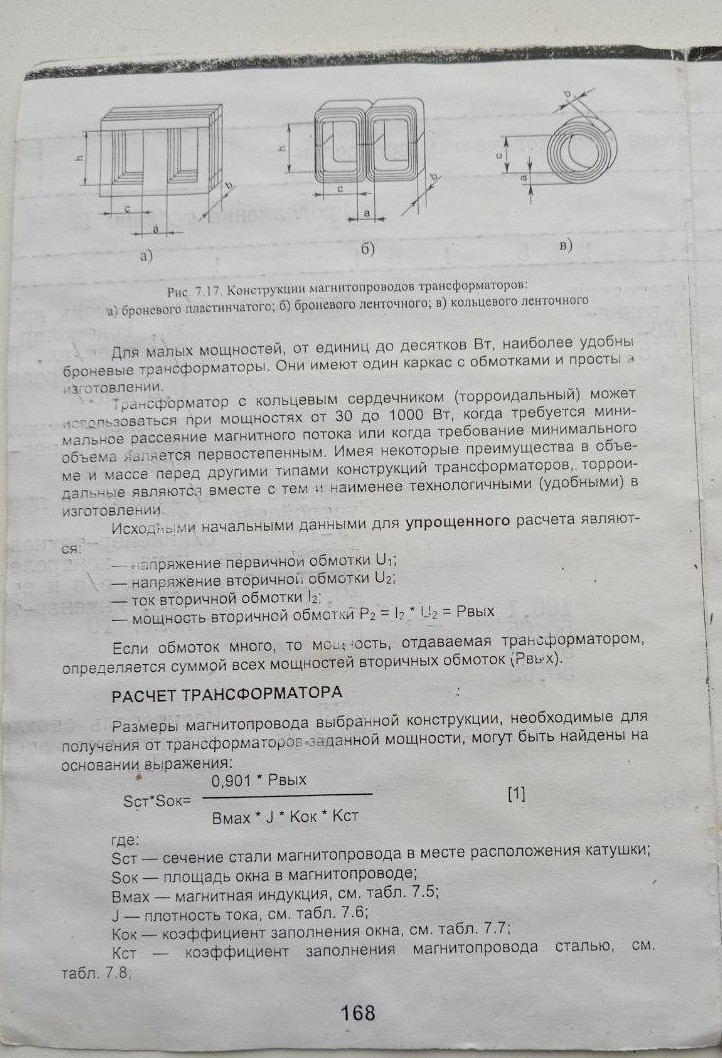 h
c
a
b
а)
h
c
a
b
б)
b
c
a
в)
Рис. 7.17. Конструкции магнитопроводов трансформаторов:
а) броневого пластинчатого; б) броневого ленточного; в) кольцевого ленточного
Для малых мощностей, от единиц до десятков Вт, наиболее удобны
броневые трансформаторы. Они имеют один каркас с обмотками и просты в
изготовлении.
Трансформатор с кольцевым сердечником (торроидальный) может
использоваться при мощностях от 30 до 1000 Вт, когда требуется мини-
мальное рассеяние магнитного потока или когда требование минимального
объема является первостепенным. Имея некоторые преимущества в объе-
ме и массе перед другими типами конструкций трансформаторов, торрои-
дальные являются вместе с тем и наименее технологичными (удобными) в
изготовлении.
Исходными начальными данными для упрощенного расчета являют-
ся:
— напряжение первичной обмотки U₁;
— напряжение вторичной обмотки U₂;
— ток вторичной обмотки I₂;
— мощность вторичной обмотки P₂ = I₂ * U₂ = Рвых
Если обмоток много, то мощность, отдаваемая трансформатором,
определяется суммой всех мощностей вторичных обмоток (Рвых).
РАСЧЕТ ТРАНСФОРМАТОРА
Размеры магнитопровода выбранной конструкции, необходимые для
получения от трансформаторов заданной мощности, могут быть найдены на
основании выражения:
0,901 * Рвых
Sст*Sок=
[1]
Вмах * J * Кок * Кст
где:
Sст — сечение стали магнитопровода в месте расположения катушки;
Sок — площадь окна в магнитопроводе;
Вмах — магнитная индукция, см. табл. 7.5;
J — плотность тока, см. табл. 7.6;
Кок — коэффициент заполнения окна, см. табл. 7.7;
Кст — коэффициент заполнения магнитопровода сталью, см.
табл. 7.8;
168